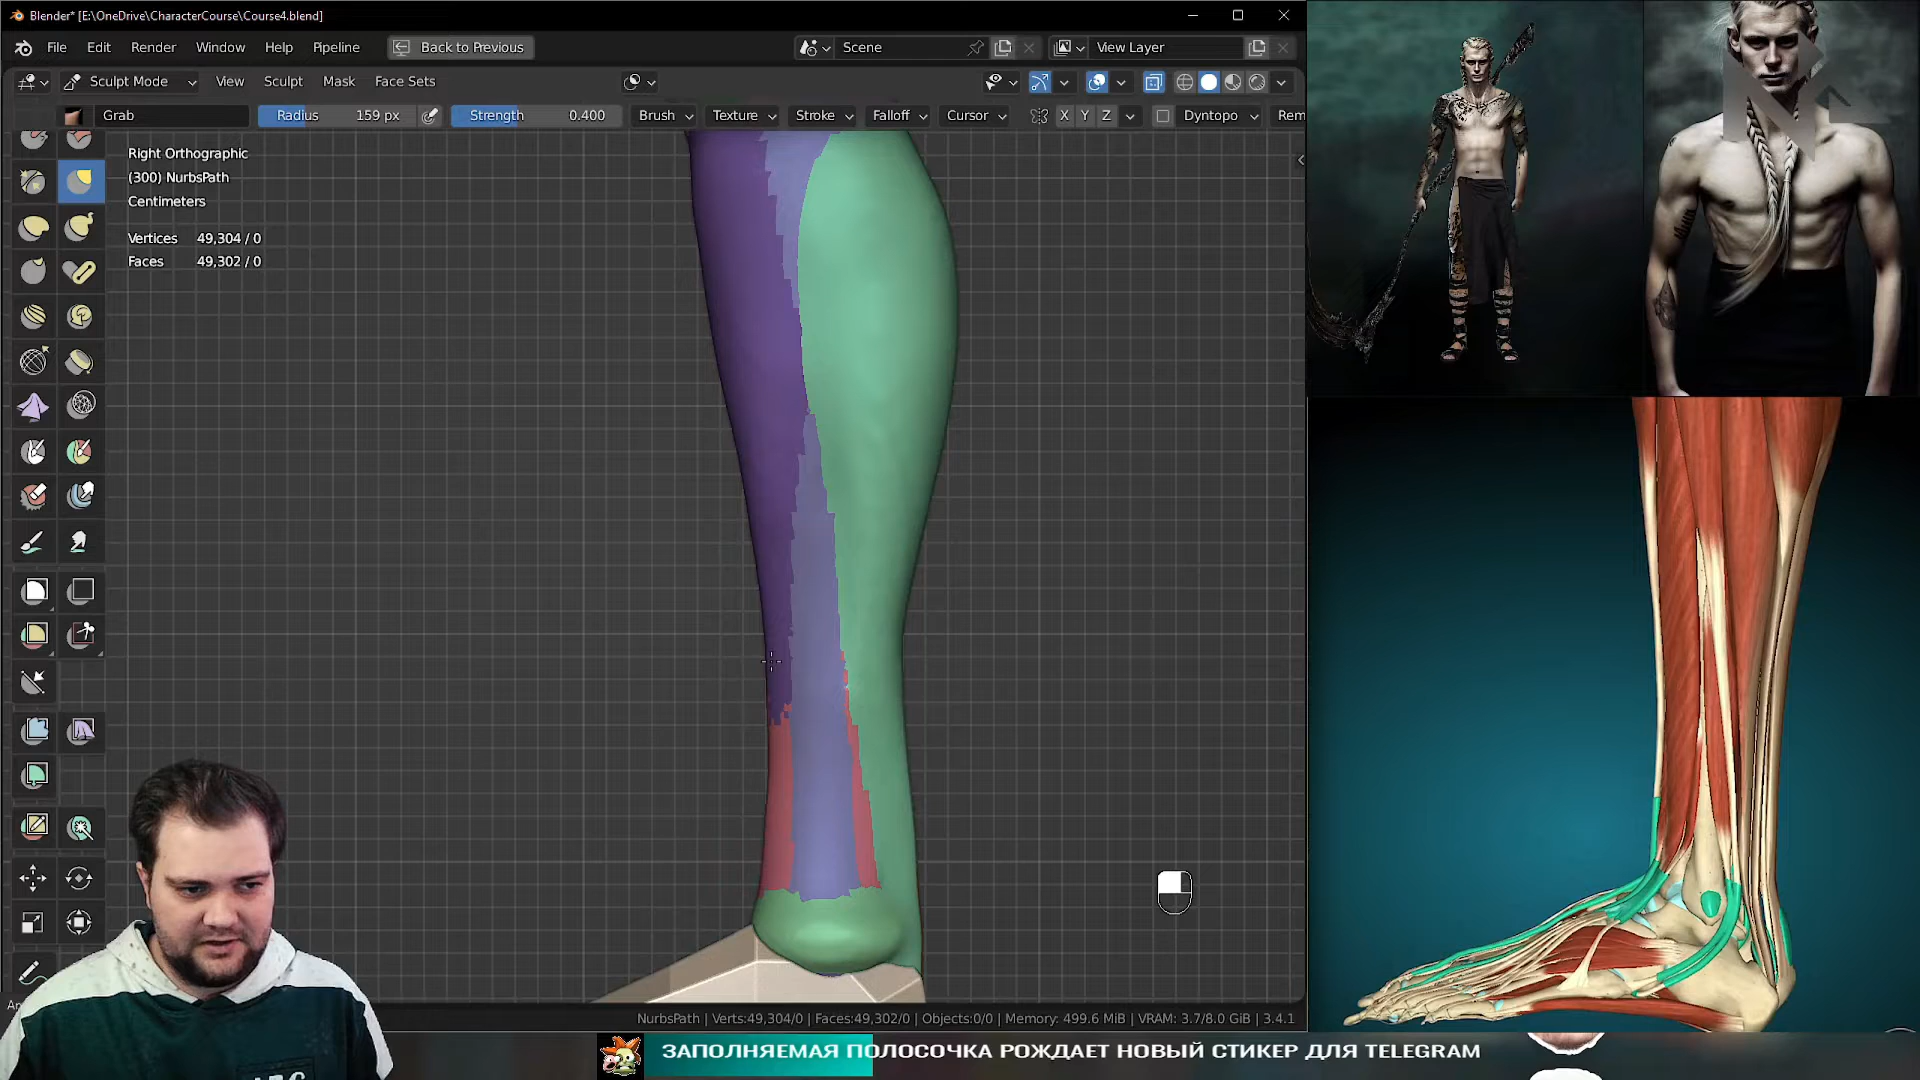 Blender* [E:\OneDrive\CharacterCourse\Course4.blend]
File Edit Render Window Help Pipeline Back to Previous Scene View Layer
Sculpt Mode View Sculpt Mask Face Sets
Grab Radius 159 px Strength 0.400 Brush Texture Stroke Falloff Cursor X Y Z Dyntopo Rem
Right Orthographic
(300) NurbsPath
Centimeters
Vertices 49,304 / 0
Faces 49,302 / 0
NurbsPath | Verts:49,304/0 | Faces:49,302/0 | Objects:0/0 | Memory: 499.6 MiB | VRAM: 3.7/8.0 GiB | 3.4.1
ЗАПОЛНЯЕМАЯ ПОЛОСОЧКА РОЖДАЕТ НОВЫЙ СТИКЕР ДЛЯ TELEGRAM